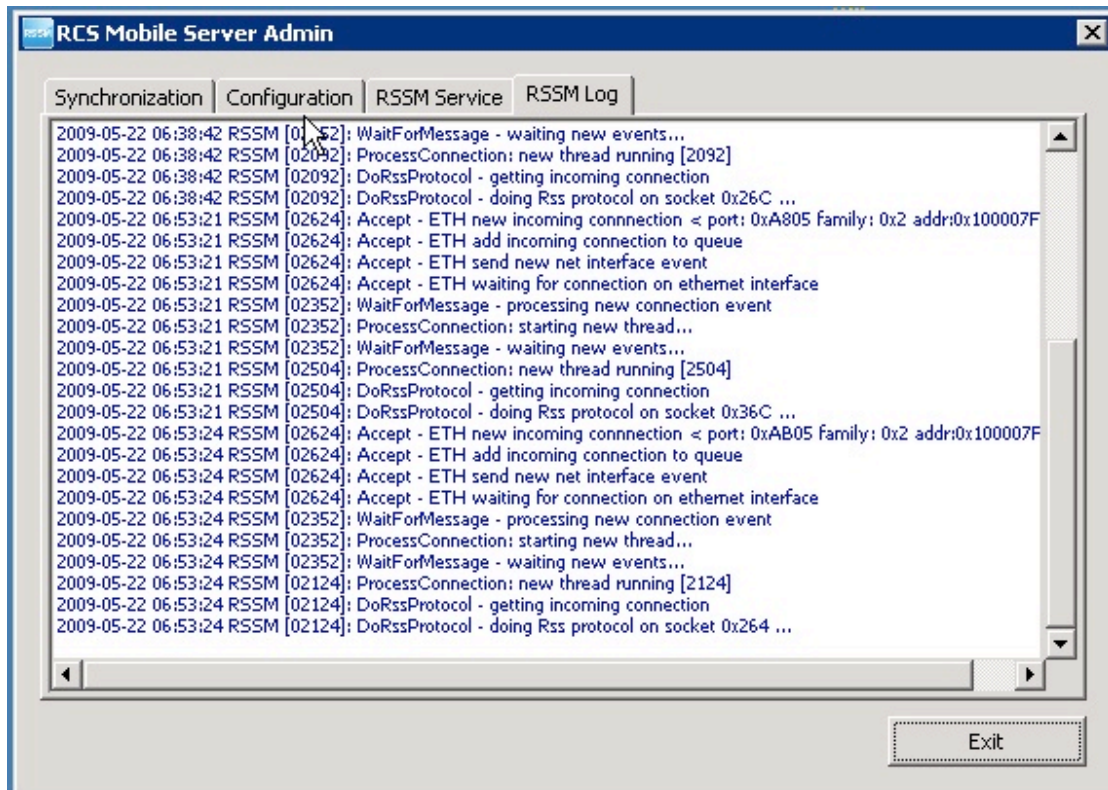 RSSM RCS Mobile Server Admin
Synchronization Configuration RSSM Service RSSM Log
2009-05-22 06:38:42 RSSM [02352]: WaitForMessage - waiting new events...
2009-05-22 06:38:42 RSSM [02092]: ProcessConnection: new thread running [2092]
2009-05-22 06:38:42 RSSM [02092]: DoRssProtocol - getting incoming connection
2009-05-22 06:38:42 RSSM [02092]: DoRssProtocol - doing Rss protocol on socket 0x26C ...
2009-05-22 06:53:21 RSSM [02624]: Accept - ETH new incoming connnection < port: 0xA805 family: 0x2 addr:0x100007F
2009-05-22 06:53:21 RSSM [02624]: Accept - ETH add incoming connection to queue
2009-05-22 06:53:21 RSSM [02624]: Accept - ETH send new net interface event
2009-05-22 06:53:21 RSSM [02624]: Accept - ETH waiting for connection on ethernet interface
2009-05-22 06:53:21 RSSM [02352]: WaitForMessage - processing new connection event
2009-05-22 06:53:21 RSSM [02352]: ProcessConnection: starting new thread...
2009-05-22 06:53:21 RSSM [02352]: WaitForMessage - waiting new events...
2009-05-22 06:53:21 RSSM [02504]: ProcessConnection: new thread running [2504]
2009-05-22 06:53:21 RSSM [02504]: DoRssProtocol - getting incoming connection
2009-05-22 06:53:21 RSSM [02504]: DoRssProtocol - doing Rss protocol on socket 0x36C ...
2009-05-22 06:53:24 RSSM [02624]: Accept - ETH new incoming connnection < port: 0xAB05 family: 0x2 addr:0x100007F
2009-05-22 06:53:24 RSSM [02624]: Accept - ETH add incoming connection to queue
2009-05-22 06:53:24 RSSM [02624]: Accept - ETH send new net interface event
2009-05-22 06:53:24 RSSM [02624]: Accept - ETH waiting for connection on ethernet interface
2009-05-22 06:53:24 RSSM [02352]: WaitForMessage - processing new connection event
2009-05-22 06:53:24 RSSM [02352]: ProcessConnection: starting new thread...
2009-05-22 06:53:24 RSSM [02352]: WaitForMessage - waiting new events...
2009-05-22 06:53:24 RSSM [02124]: ProcessConnection: new thread running [2124]
2009-05-22 06:53:24 RSSM [02124]: DoRssProtocol - getting incoming connection
2009-05-22 06:53:24 RSSM [02124]: DoRssProtocol - doing Rss protocol on socket 0x264 ...
Exit